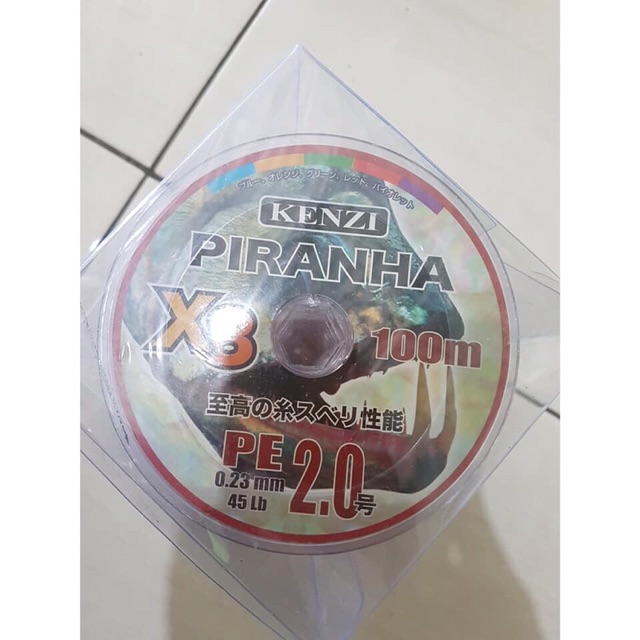 ブルー、オレンジ、グリーン、レッド、バイオレット
KENZI
PIRANHA
X8
100m
至高の糸スベり性能
PE 2.0号
0.23 mm
45 Lb